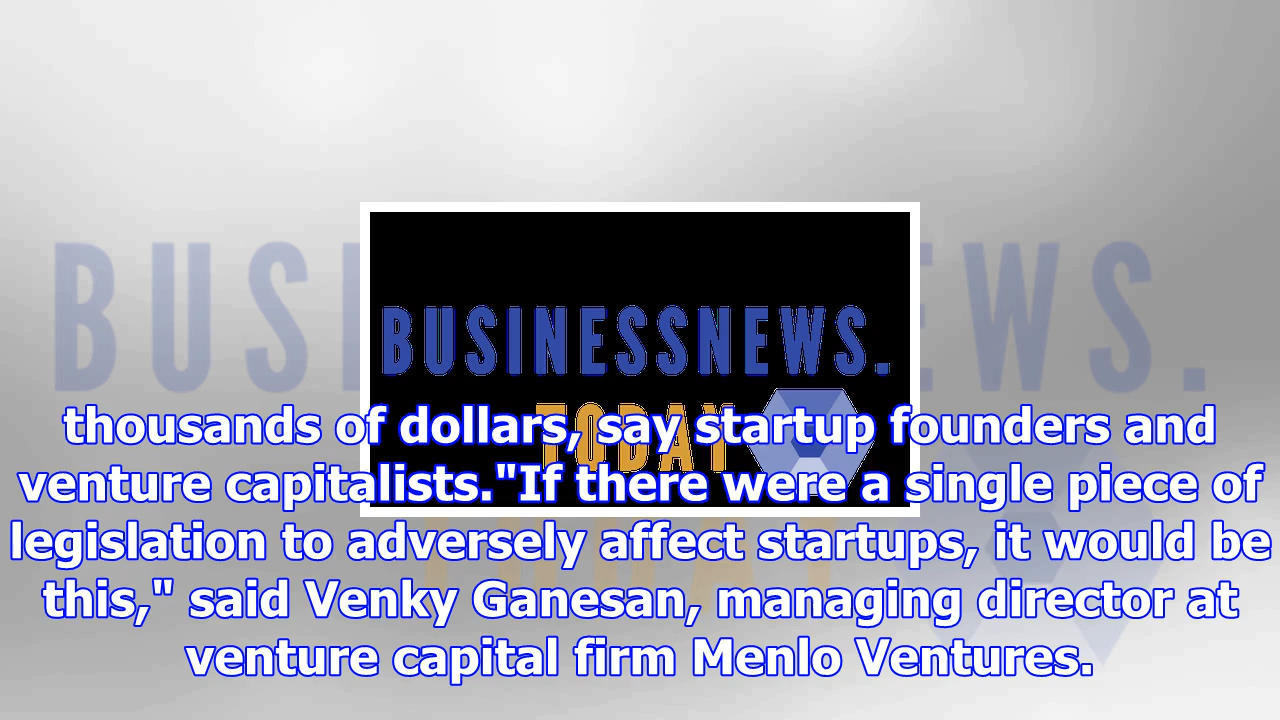 BUSINESSNEWS.
TODAY
thousands of dollars, say startup founders and
venture capitalists."If there were a single piece of
legislation to adversely affect startups, it would be
this," said Venky Ganesan, managing director at
venture capital firm Menlo Ventures.